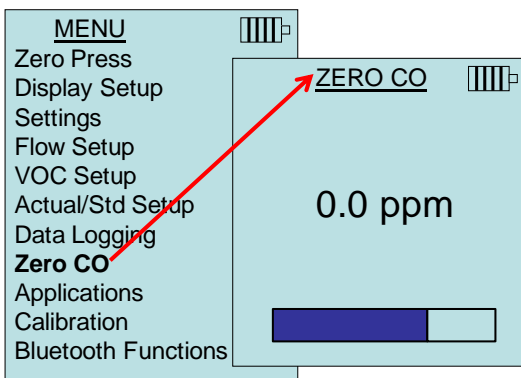 MENU
Zero Press
Display Setup
Settings
Flow Setup
VOC Setup
Actual/Std Setup
Data Logging
Zero CO
Applications
Calibration
Bluetooth Functions
ZERO CO
0.0 ppm